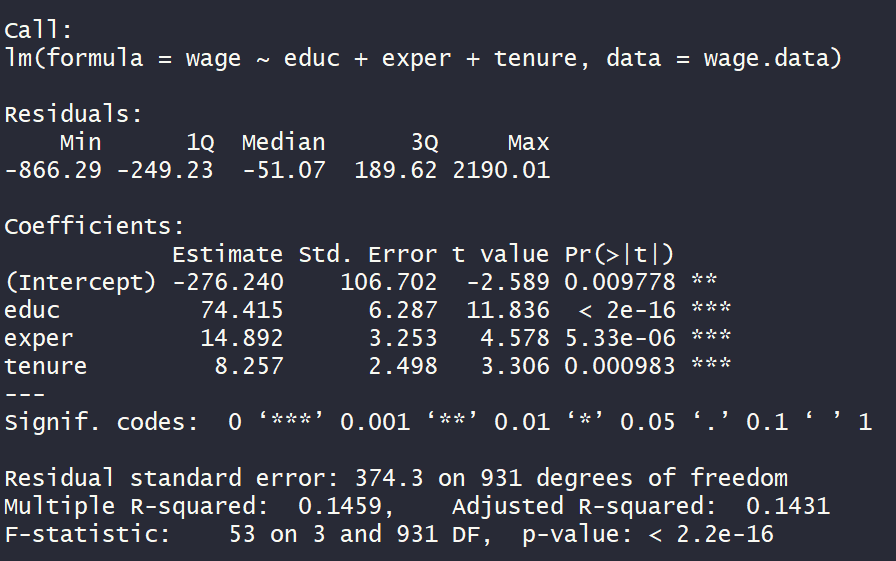 Call:
lm(formula = wage ~ educ + exper + tenure, data = wage.data)

Residuals:
    Min      1Q  Median      3Q     Max
-866.29 -249.23  -51.07  189.62 2190.01

Coefficients:
            Estimate Std. Error t value Pr(>|t|)
(Intercept) -276.240    106.702  -2.589 0.009778 **
educ          74.415      6.287  11.836  < 2e-16 ***
exper         14.892      3.253   4.578 5.33e-06 ***
tenure         8.257      2.498   3.306 0.000983 ***
---
Signif. codes:  0 ‘***’ 0.001 ‘**’ 0.01 ‘*’ 0.05 ‘.’ 0.1 ‘ ’ 1

Residual standard error: 374.3 on 931 degrees of freedom
Multiple R-squared:  0.1459,    Adjusted R-squared:  0.1431
F-statistic:    53 on 3 and 931 DF,  p-value: < 2.2e-16